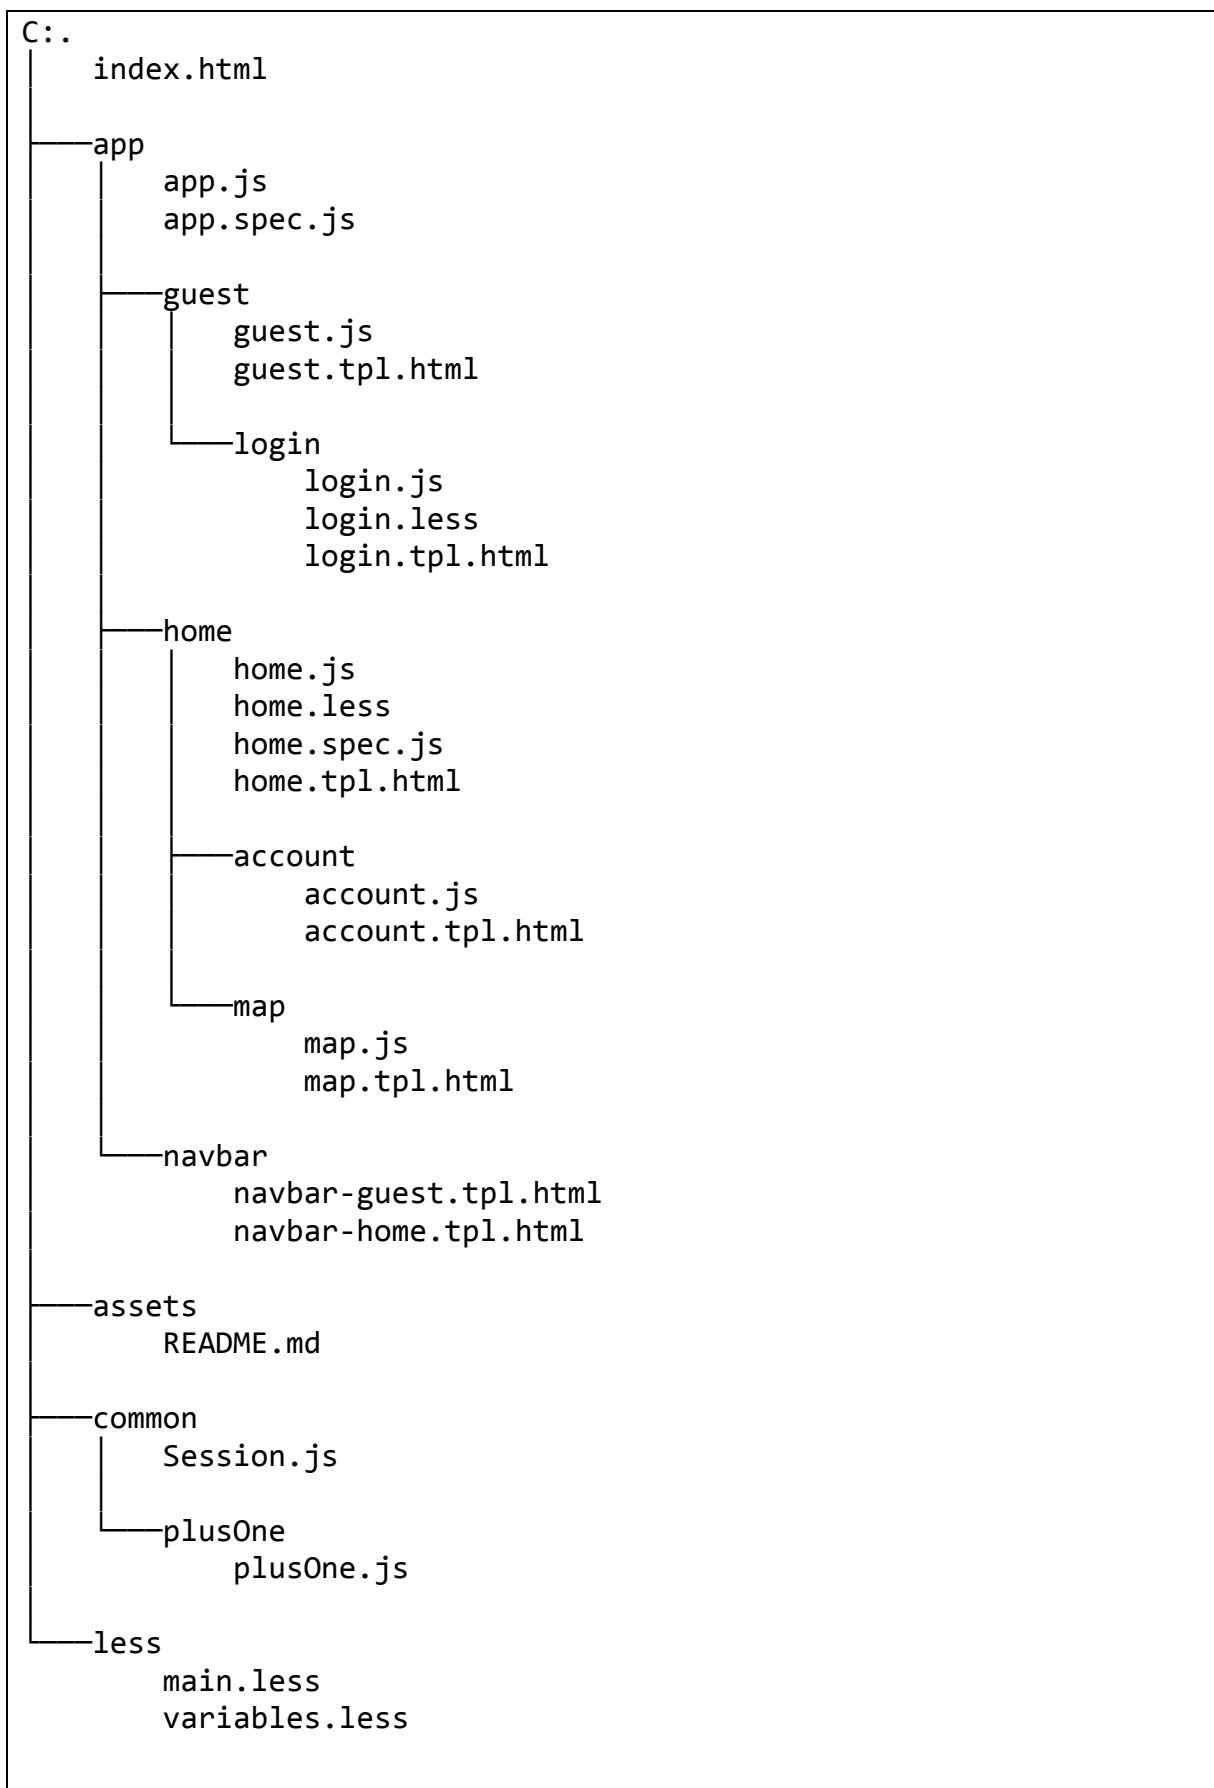 C:.
│   index.html
│
├───app
│   │   app.js
│   │   app.spec.js
│   │
│   ├───guest
│   │   │   guest.js
│   │   │   guest.tpl.html
│   │   │
│   │   └───login
│   │           login.js
│   │           login.less
│   │           login.tpl.html
│   │
│   ├───home
│   │   │   home.js
│   │   │   home.less
│   │   │   home.spec.js
│   │   │   home.tpl.html
│   │   │
│   │   ├───account
│   │   │       account.js
│   │   │       account.tpl.html
│   │   │
│   │   └───map
│   │           map.js
│   │           map.tpl.html
│   │
│   └───navbar
│           navbar-guest.tpl.html
│           navbar-home.tpl.html
│
├───assets
│       README.md
│
├───common
│   │   Session.js
│   │
│   └───plusOne
│           plusOne.js
│
└───less
        main.less
        variables.less